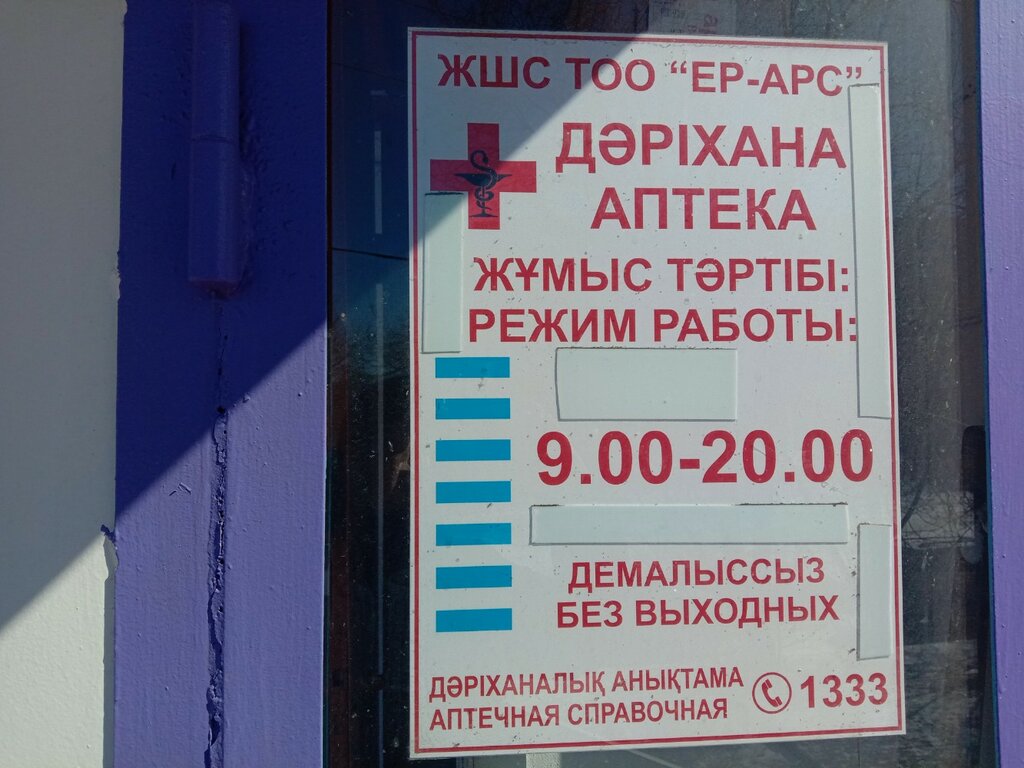 ЖШС ТОО “ЕР-АРС”
ДӘРІХАНА
АПТЕКА
ЖҰМЫС ТӘРТІБІ:
РЕЖИМ РАБОТЫ:
9.00-20.00
ДЕМАЛЫССЫЗ
БЕЗ ВЫХОДНЫХ
ДӘРІХАНАЛЫҚ АНЫҚТАМА
АПТЕЧНАЯ СПРАВОЧНАЯ
1333